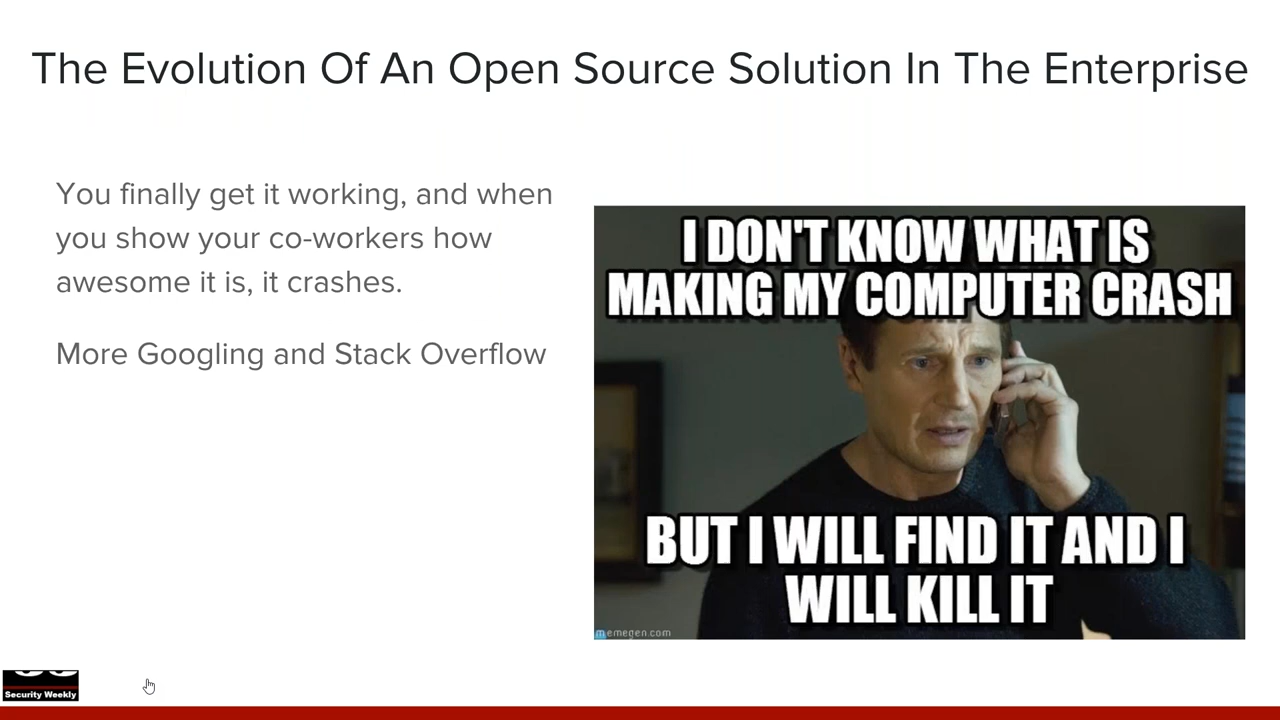 The Evolution Of An Open Source Solution In The Enterprise
You finally get it working, and when
you show your co-workers how
awesome it is, it crashes.
More Googling and Stack Overflow
I DON'T KNOW WHAT IS
MAKING MY COMPUTER CRASH
BUT I WILL FIND IT AND I
WILL KILL IT
memegen.com
Security Weekly